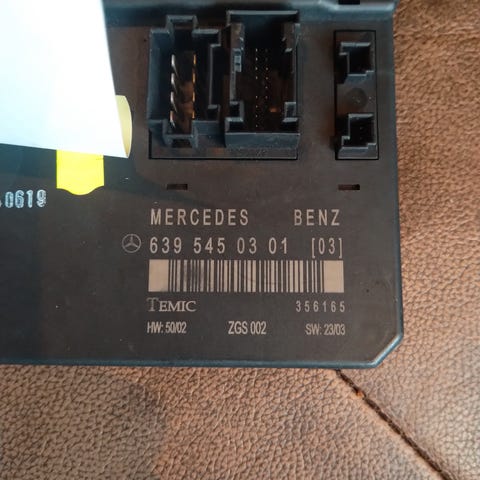 0619
MERCEDES BENZ
639 545 03 01 [03]
TEMIC 356165
HW: 50/02 ZGS 002 SW: 23/03